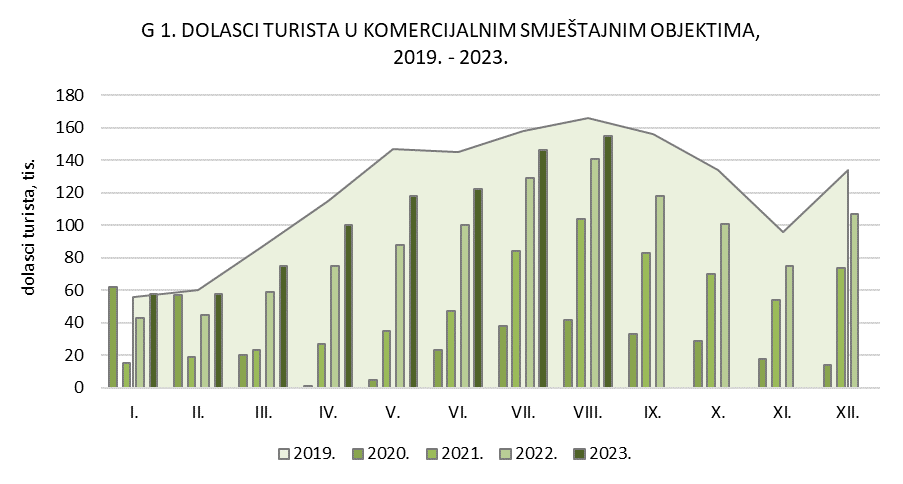 G 1. DOLASCI TURISTA U KOMERCIJALNIM SMJEŠTAJNIM OBJEKTIMA,
2019. - 2023.
dolasci turista, tis.
180
160
140
120
100
80
60
40
20
0
I. II. III. IV. V. VI. VII. VIII. IX. X. XI. XII.
2019. 2020. 2021. 2022. 2023.